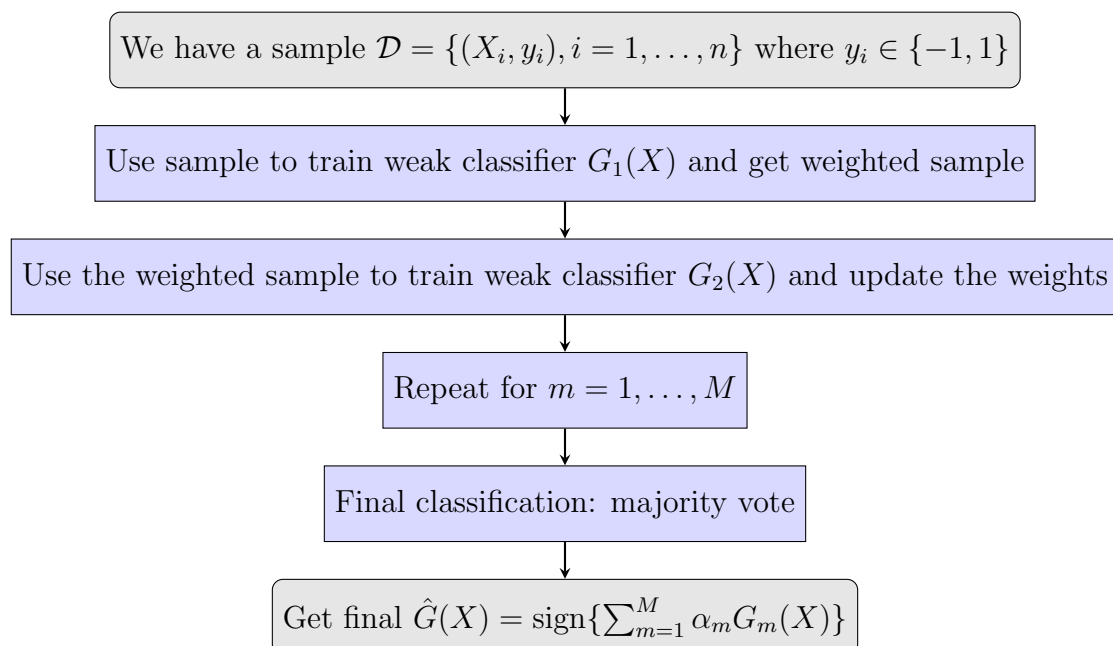 We have a sample $\mathcal{D} = \{(X_i, y_i), i = 1, \ldots, n\}$ where $y_i \in \{-1, 1\}$
Use sample to train weak classifier $G_1(X)$ and get weighted sample
Use the weighted sample to train weak classifier $G_2(X)$ and update the weights
Repeat for $m = 1, \ldots, M$
Final classification: majority vote
Get final $\hat{G}(X) = \text{sign}\{\sum_{m=1}^{M} \alpha_m G_m(X)\}$